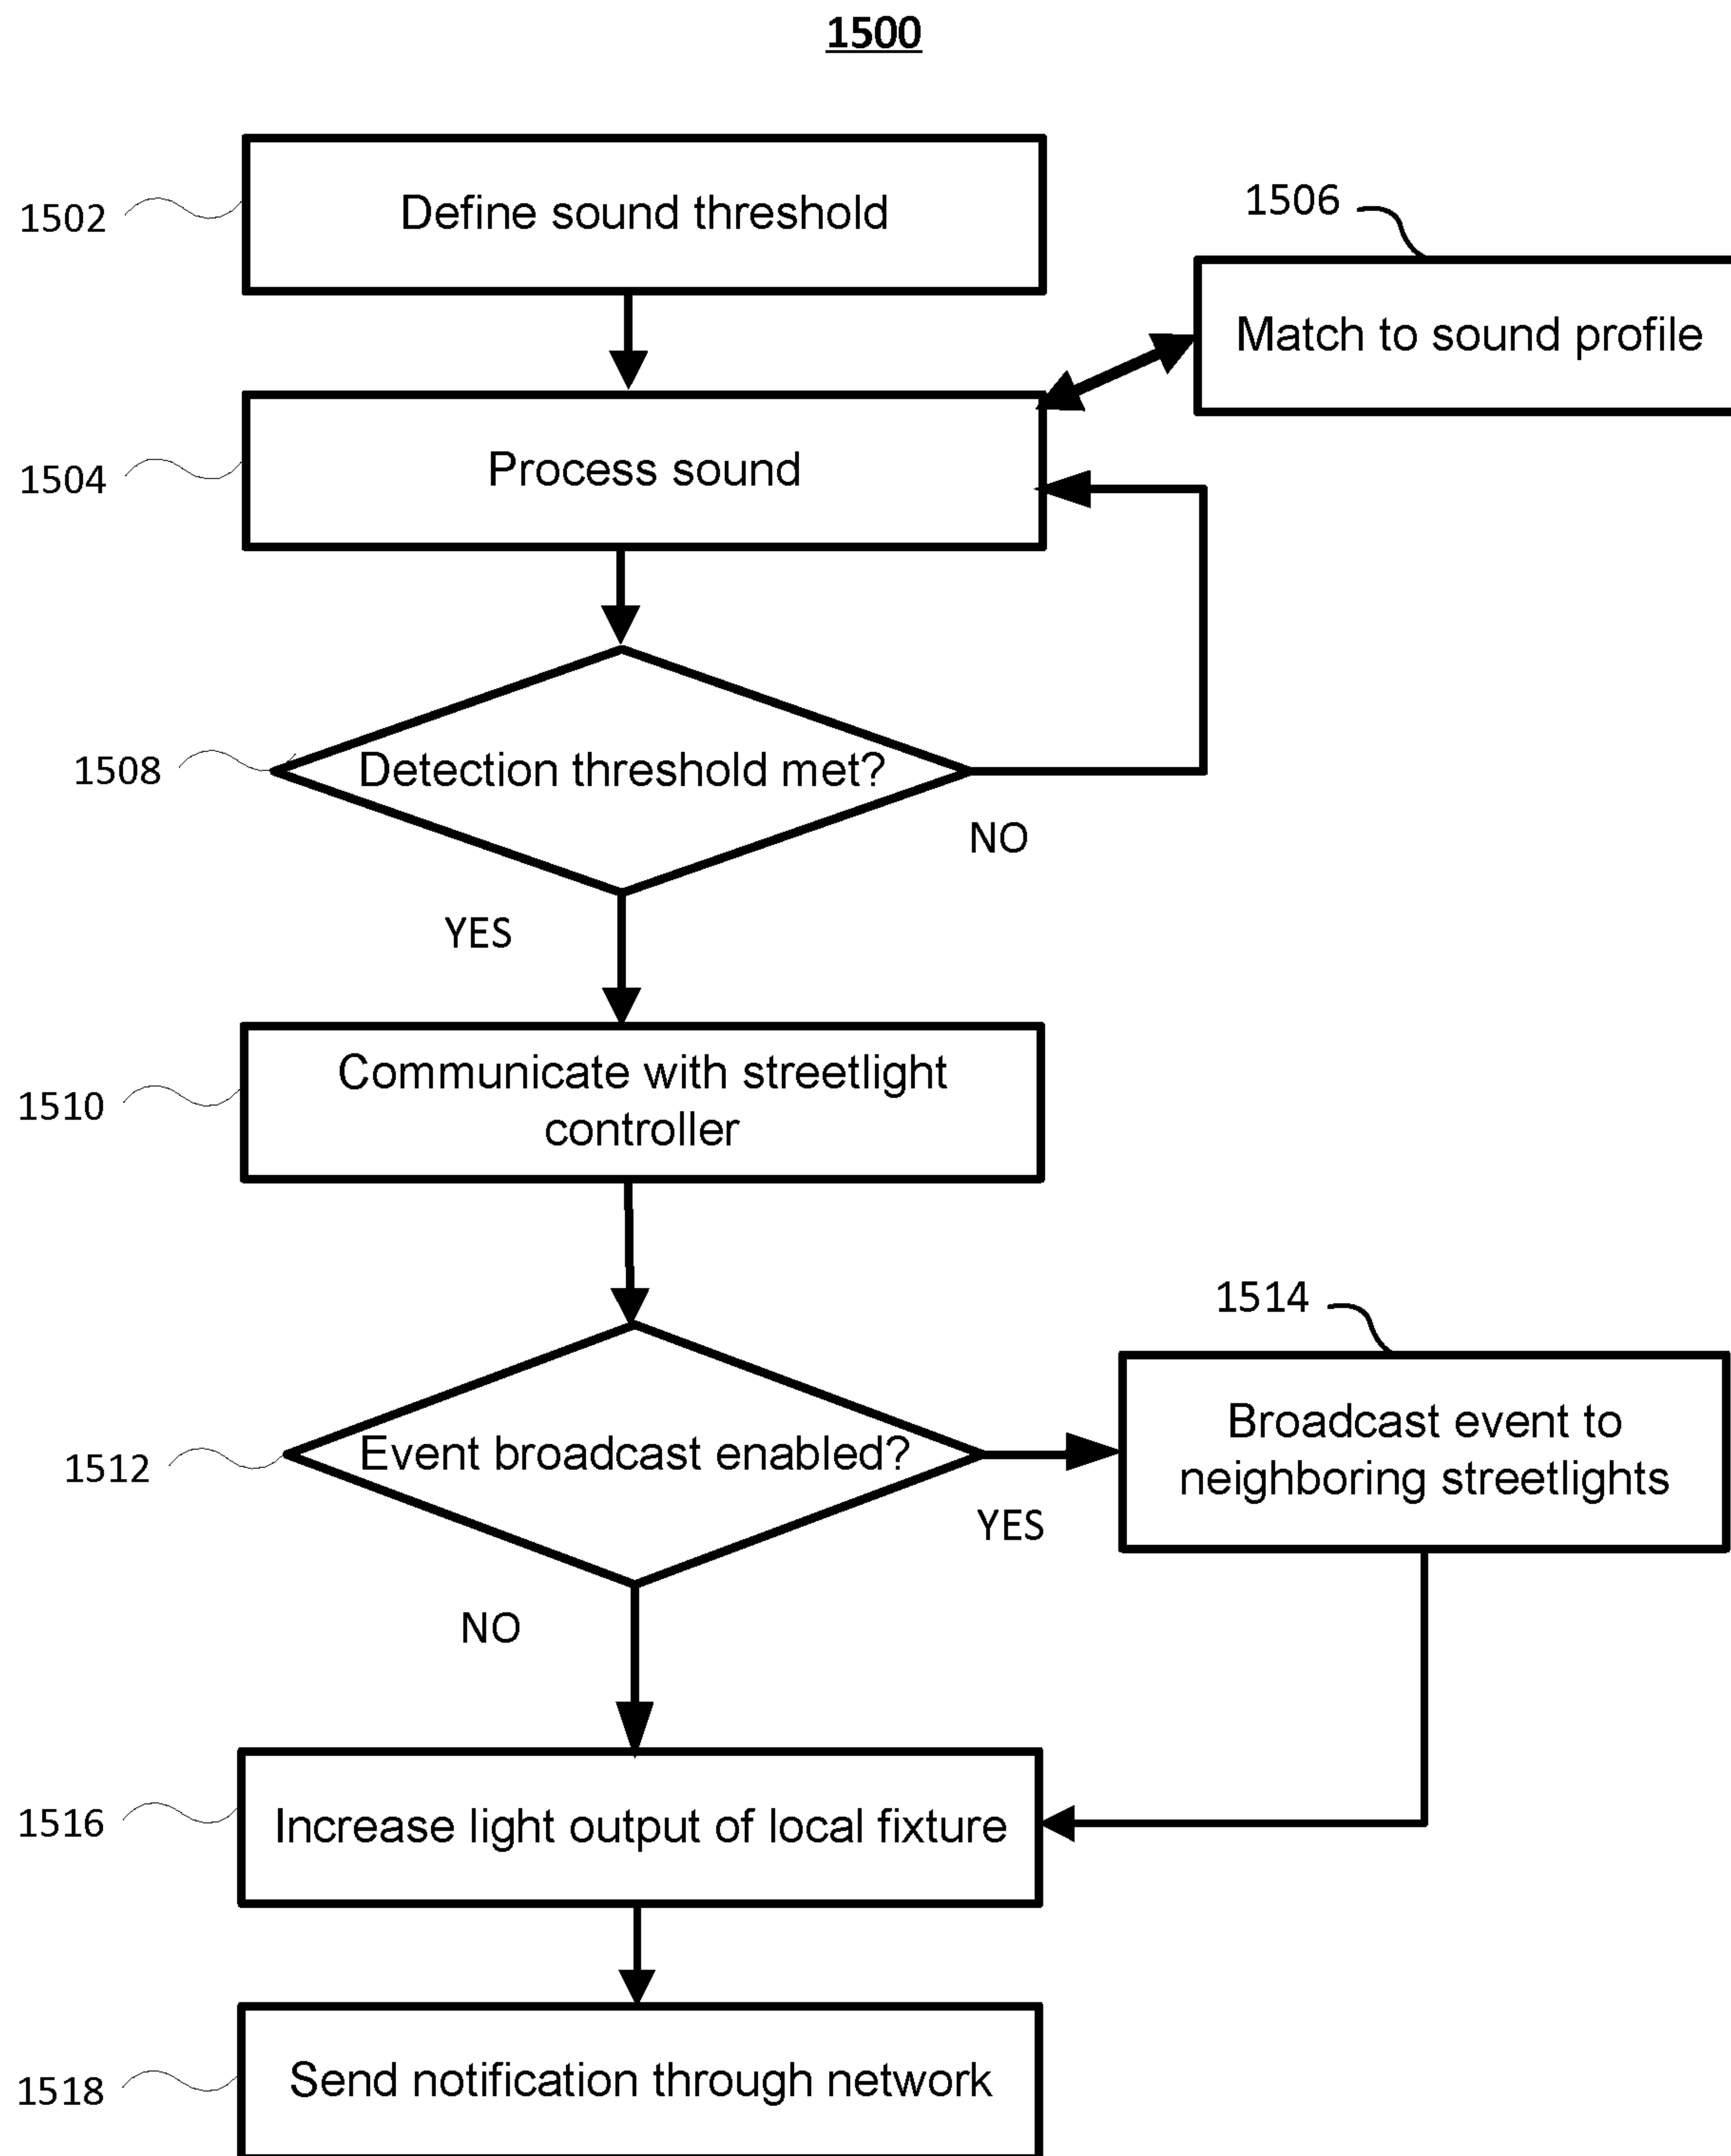 1500
1502
Define sound threshold
1506
Match to sound profile
1504
Process sound
1508
Detection threshold met?
NO
YES
1510
Communicate with streetlight
controller
1512
Event broadcast enabled?
YES
1514
Broadcast event to
neighboring streetlights
NO
1516
Increase light output of local fixture
1518
Send notification through network